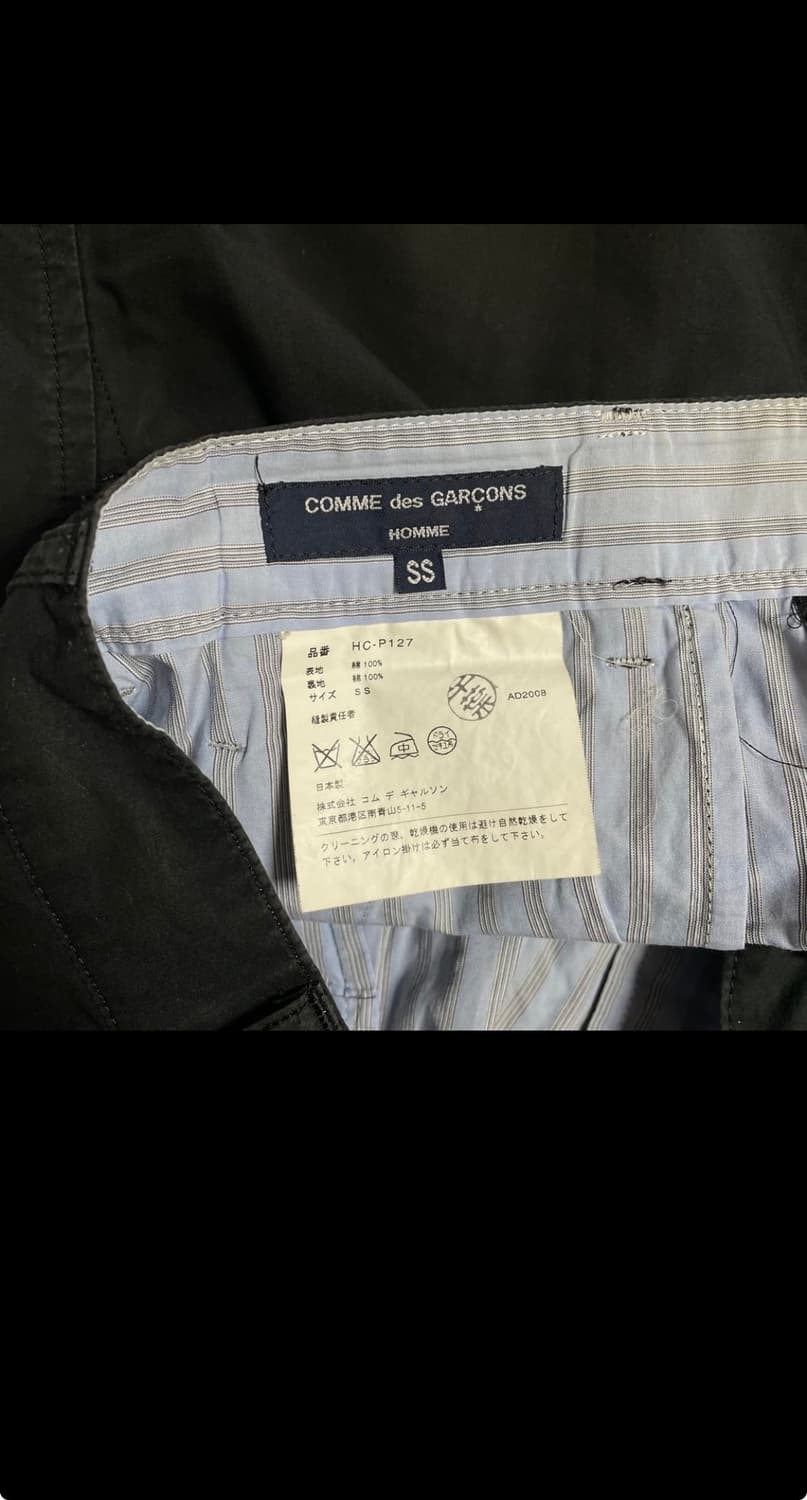 COMME des GARÇONS
HOMME
SS
品番 HC-P127
表地 綿 100%
裏地 綿 100%
サイズ SS
縫製責任者
AD2008
中
ドライ
日本製
株式会社 コム デ ギャルソン
東京都港区南青山5-11-5
クリーニングの際、乾燥機の使用は避け自然乾燥をして
下さい。アイロン掛けは必ず当て布をして下さい。